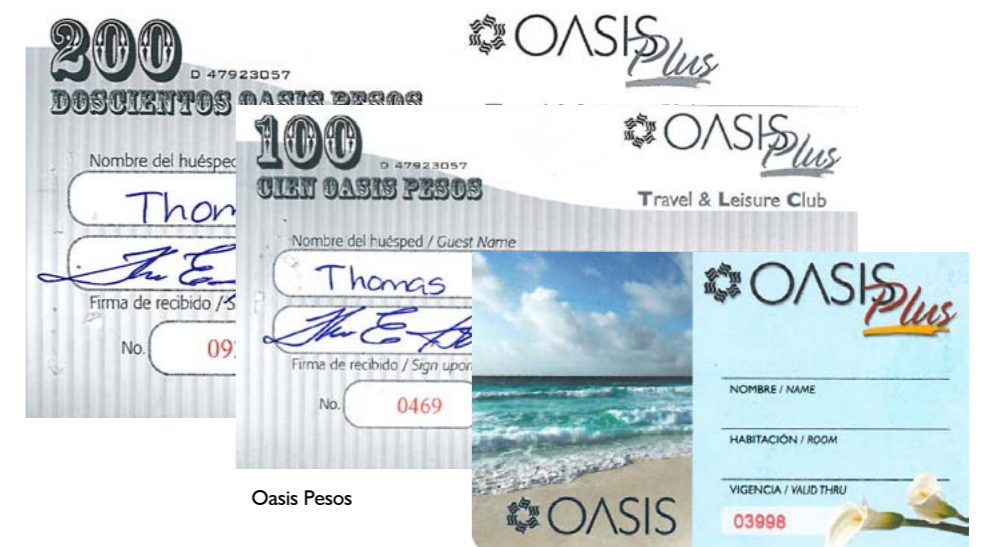 200
D 47923057
DOSCIENTOS OASIS PESOS
OASIS Plus
Nombre del huésped
Firma de recibido /
No.
100
D 47923057
CIEN OASIS PESOS
OASIS Plus
Travel & Leisure Club
Nombre del huésped / Guest Name
Thomas
Firma de recibido / Sign upon
No. 0469
OASIS Plus
NOMBRE / NAME
HABITACIÓN / ROOM
VIGENCIA / VALID THRU
03998
OASIS
Oasis Pesos